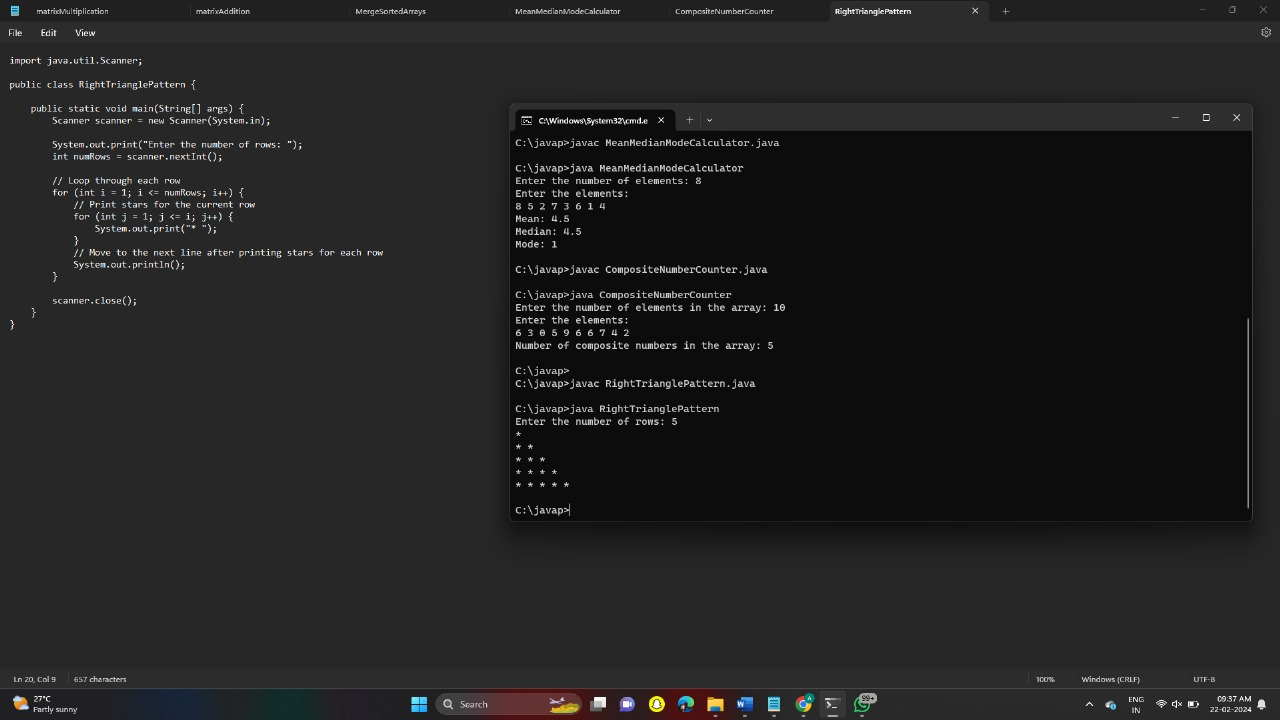 matrixMultiplication matrixAddition MergeSortedArrays MeanMedianModeCalculator CompositeNumberCounter RightTrianglePattern
File Edit View
import java.util.Scanner;
public class RightTrianglePattern {
public static void main(String[] args) {
Scanner scanner = new Scanner(System.in);
System.out.print("Enter the number of rows: ");
int numRows = scanner.nextInt();
// Loop through each row
for (int i = 1; i <= numRows; i++) {
// Print stars for the current row
for (int j = 1; j <= i; j++) {
System.out.print("* ");
}
// Move to the next line after printing stars for each row
System.out.println();
}
scanner.close();
}
}
C:\Windows\System32\cmd.e
C:\javap>javac MeanMedianModeCalculator.java
C:\javap>java MeanMedianModeCalculator
Enter the number of elements: 8
Enter the elements:
8 5 2 7 3 6 1 4
Mean: 4.5
Median: 4.5
Mode: 1
C:\javap>javac CompositeNumberCounter.java
C:\javap>java CompositeNumberCounter
Enter the number of elements in the array: 10
Enter the elements:
6 3 0 5 9 6 6 7 4 2
Number of composite numbers in the array: 5
C:\javap>
C:\javap>javac RightTrianglePattern.java
C:\javap>java RightTrianglePattern
Enter the number of rows: 5
*
* *
* * *
* * * *
* * * * *
C:\javap>
Ln 20, Col 9 657 characters 100% Windows (CRLF) UTF-8
27°C
Partly sunny
Search
99+
ENG
IN
09:37 AM
22-02-2024